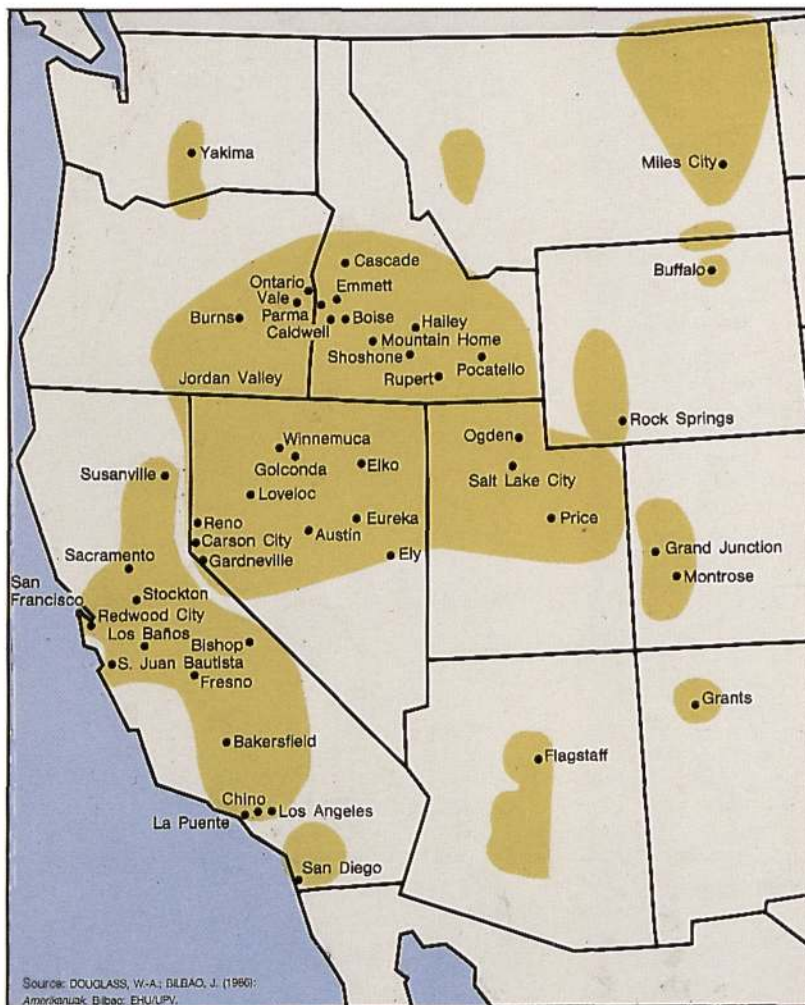 Yakima
Miles City
Buffalo
Cascade
Ontario
Emmett
Vale
Burns
Parma
Boise
Caldwell
Hailey
Mountain Home
Shoshone
Pocatello
Rupert
Jordan Valley
Rock Springs
Winnemuca
Ogden
Golconda
Elko
Susanville
Salt Lake City
Loveloc
Reno
Eureka
Price
Austin
Carson City
Sacramento
Grand Junction
Gardneville
Ely
San
Francisco
Stockton
Montrose
Redwood City
Los Baños
Bishop
S. Juan Bautista
Fresno
Grants
Bakersfield
Flagstaff
Chino
Los Angeles
La Puente
San Diego
Source: DOUGLASS, W.-A.; BILBAO, J. (1986):
Amerikanuak. Bilbao: EHU/UPV.